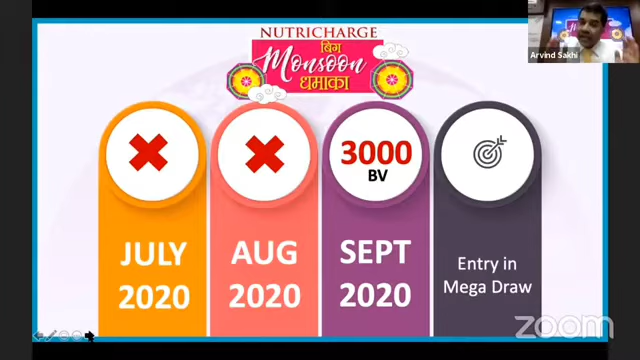 NUTRICHARGE
बिग
Monsoon
धमाका
Arvind Sakhi
3000
BV
JULY
2020
AUG
2020
SEPT
2020
Entry in
Mega Draw
zoom